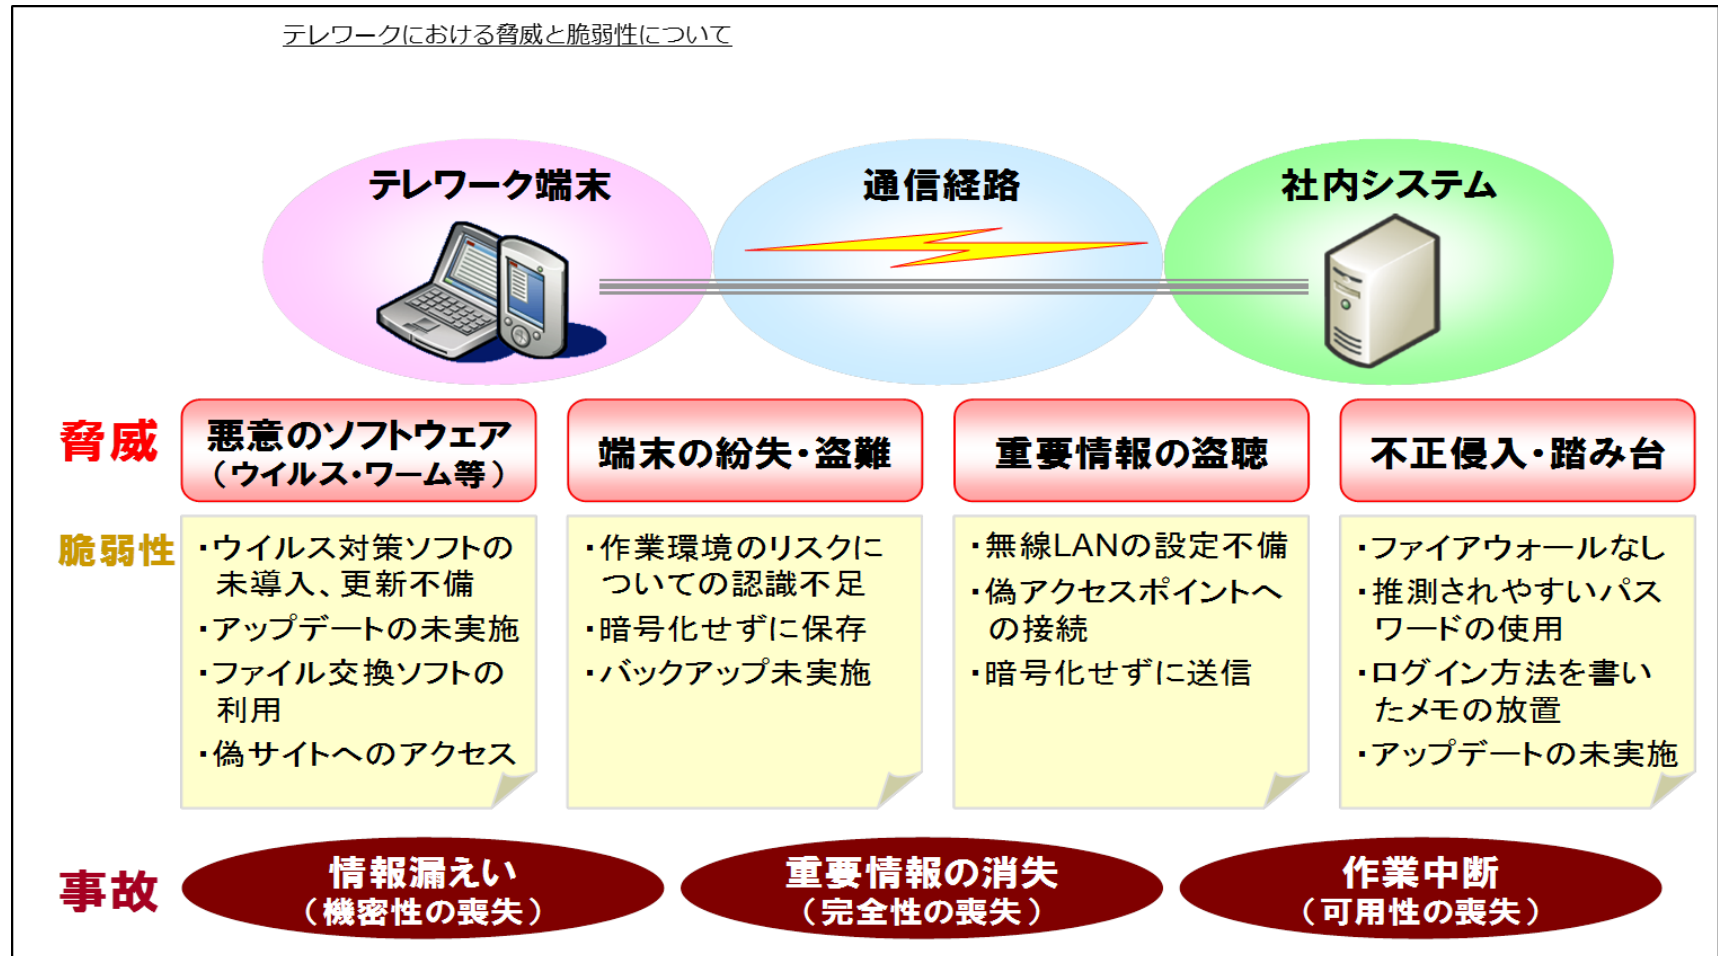 テレワークにおける脅威と脆弱性について
テレワーク端末
通信経路
社内システム
脅威
悪意のソフトウェア
（ウイルス・ワーム等）
端末の紛失・盗難
重要情報の盗聴
不正侵入・踏み台
脆弱性
・ウイルス対策ソフトの
未導入、更新不備
・アップデートの未実施
・ファイル交換ソフトの
利用
・偽サイトへのアクセス
・作業環境のリスクに
ついての認識不足
・暗号化せずに保存
・バックアップ未実施
・無線LANの設定不備
・偽アクセスポイントへ
の接続
・暗号化せずに送信
・ファイアウォールなし
・推測されやすいパス
ワードの使用
・ログイン方法を書い
たメモの放置
・アップデートの未実施
事故
情報漏えい
（機密性の喪失）
重要情報の消失
（完全性の喪失）
作業中断
（可用性の喪失）